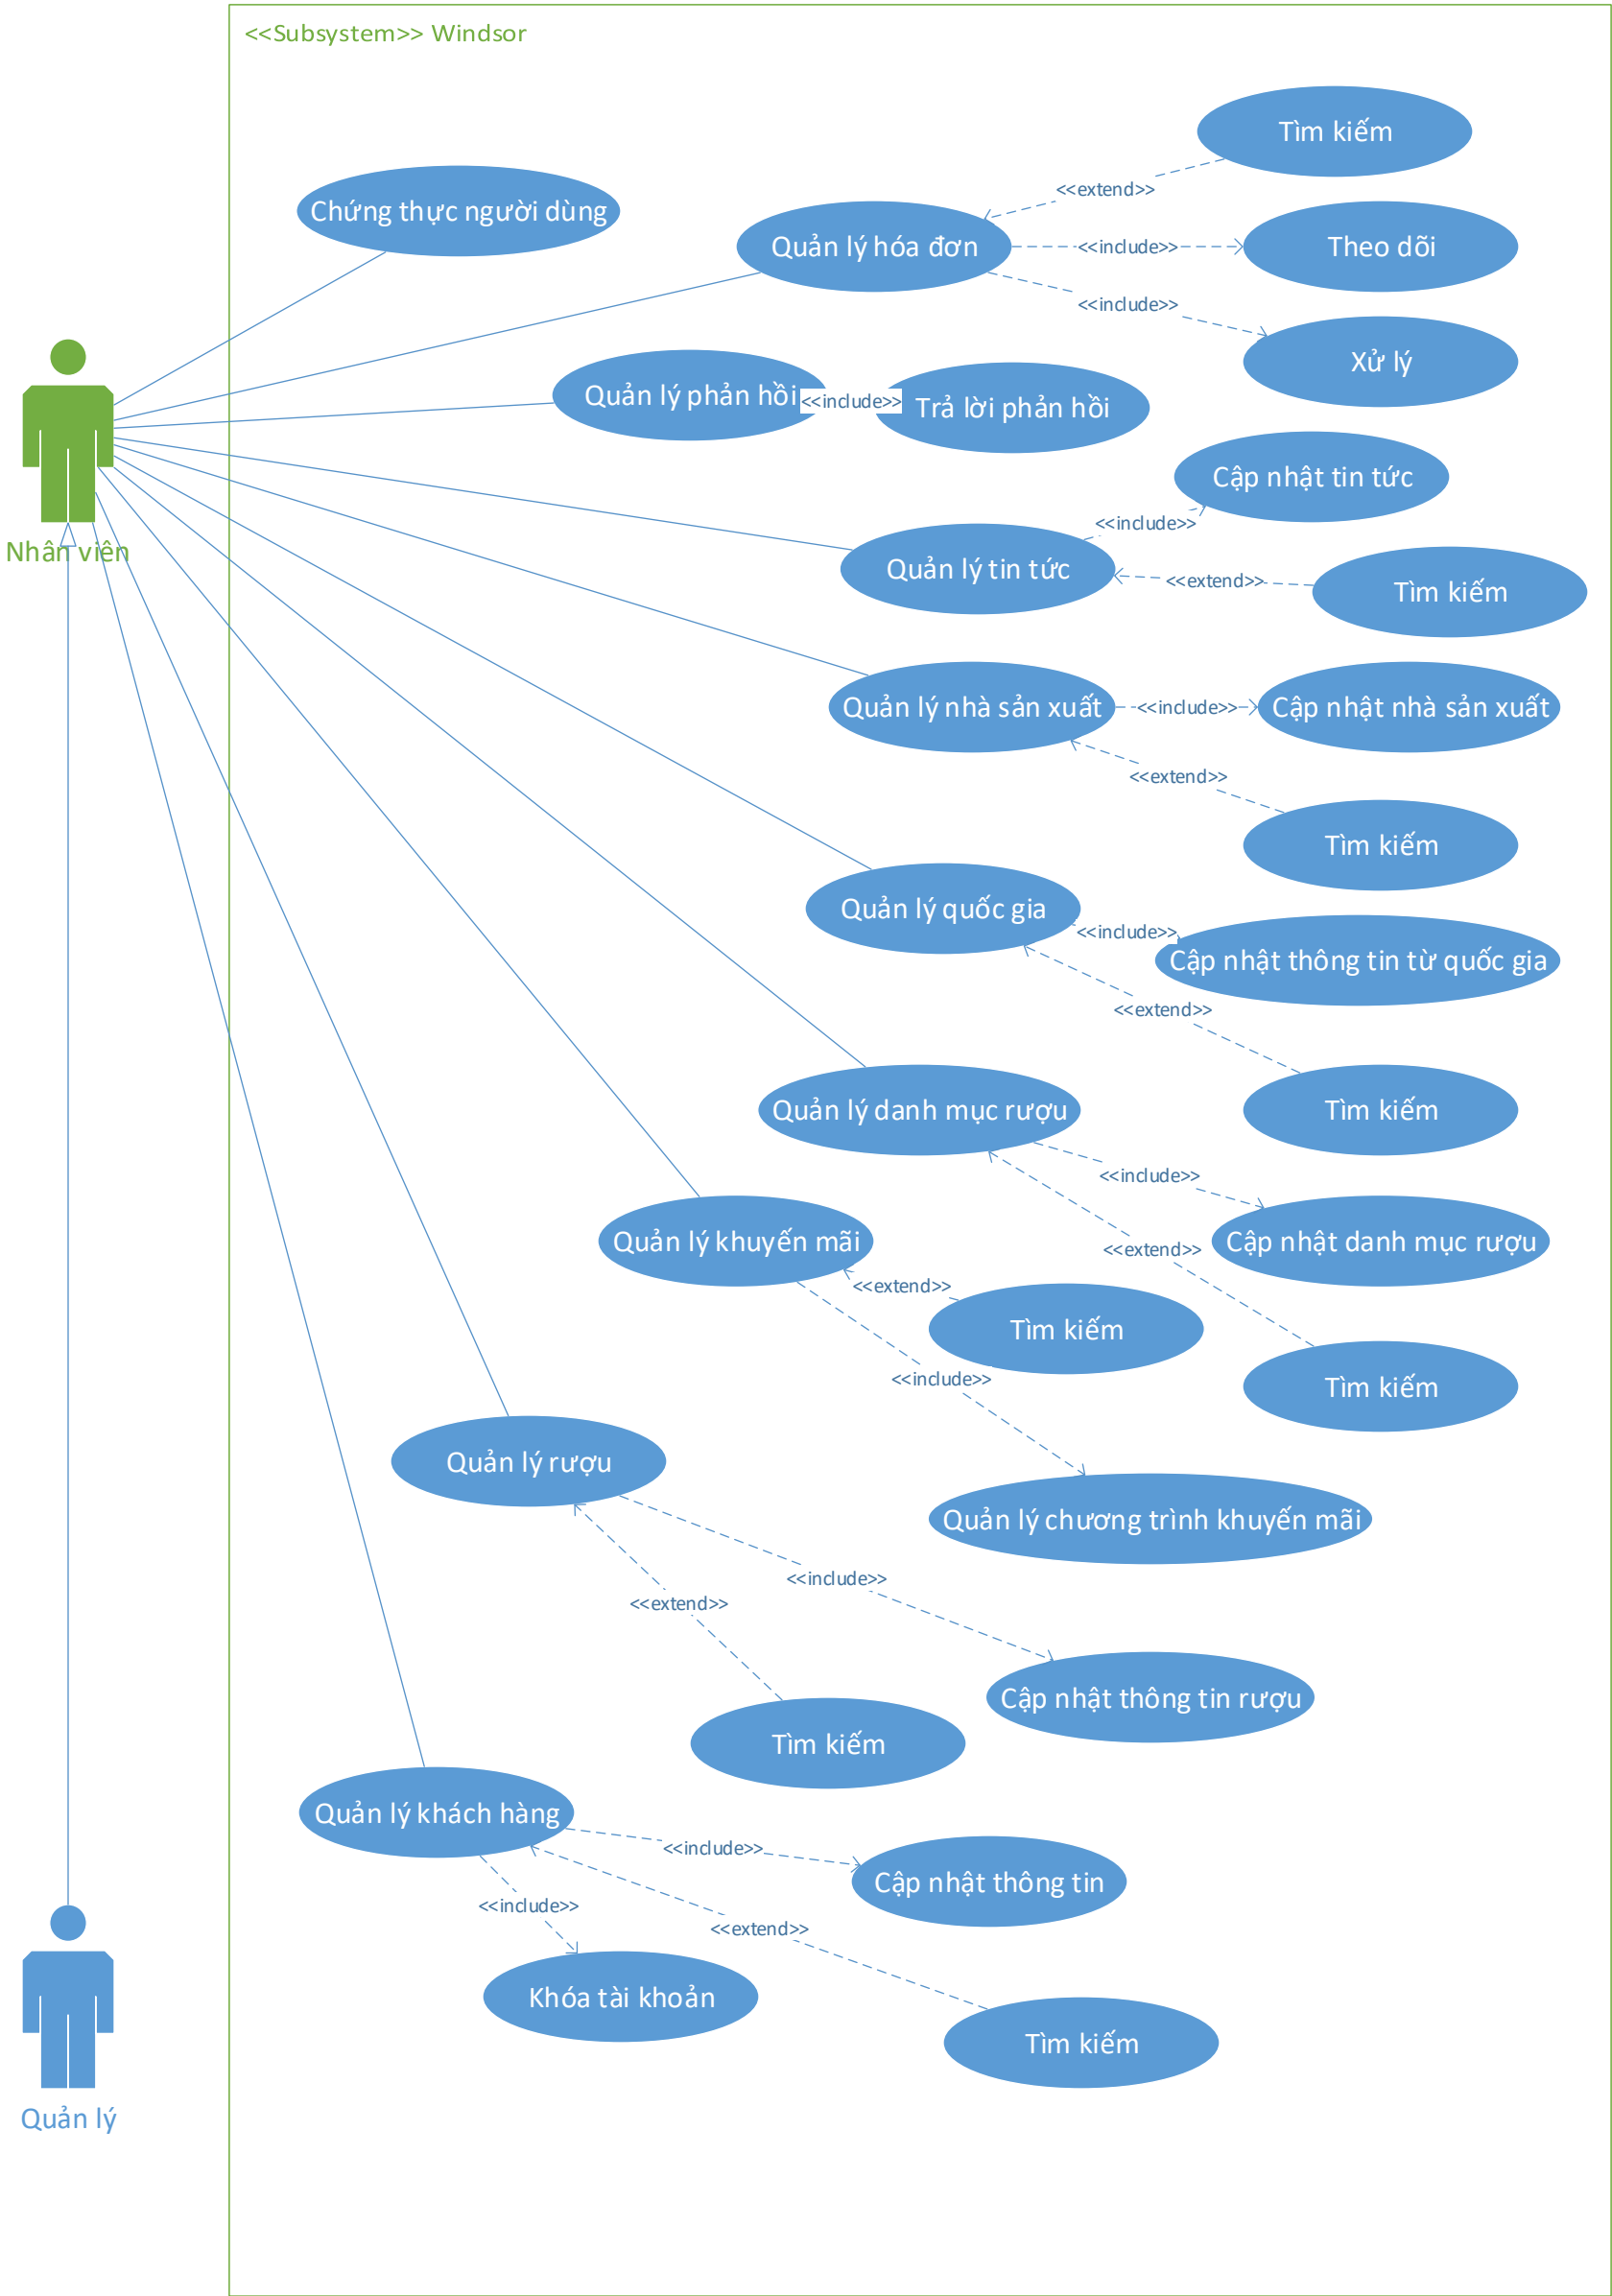 <<Subsystem>> Windsor
Tìm kiếm
<<extend>>
Chứng thực người dùng
Quản lý hóa đơn
<<include>>
Theo dõi
<<include>>
Xử lý
Quản lý phản hồi
<<include>>
Trả lời phản hồi
Cập nhật tin tức
<<include>>
Nhân viên
Quản lý tin tức
<<extend>>
Tìm kiếm
Quản lý nhà sản xuất
<<include>>
Cập nhật nhà sản xuất
<<extend>>
Tìm kiếm
Quản lý quốc gia
<<include>>
Cập nhật thông tin từ quốc gia
<<extend>>
Tìm kiếm
Quản lý danh mục rượu
<<include>>
Quản lý khuyến mãi
Cập nhật danh mục rượu
<<extend>>
<<extend>>
Tìm kiếm
<<include>>
Tìm kiếm
Quản lý rượu
Quản lý chương trình khuyến mãi
<<include>>
<<extend>>
Cập nhật thông tin rượu
Tìm kiếm
Quản lý khách hàng
<<include>>
Cập nhật thông tin
<<include>>
<<extend>>
Khóa tài khoản
Tìm kiếm
Quản lý